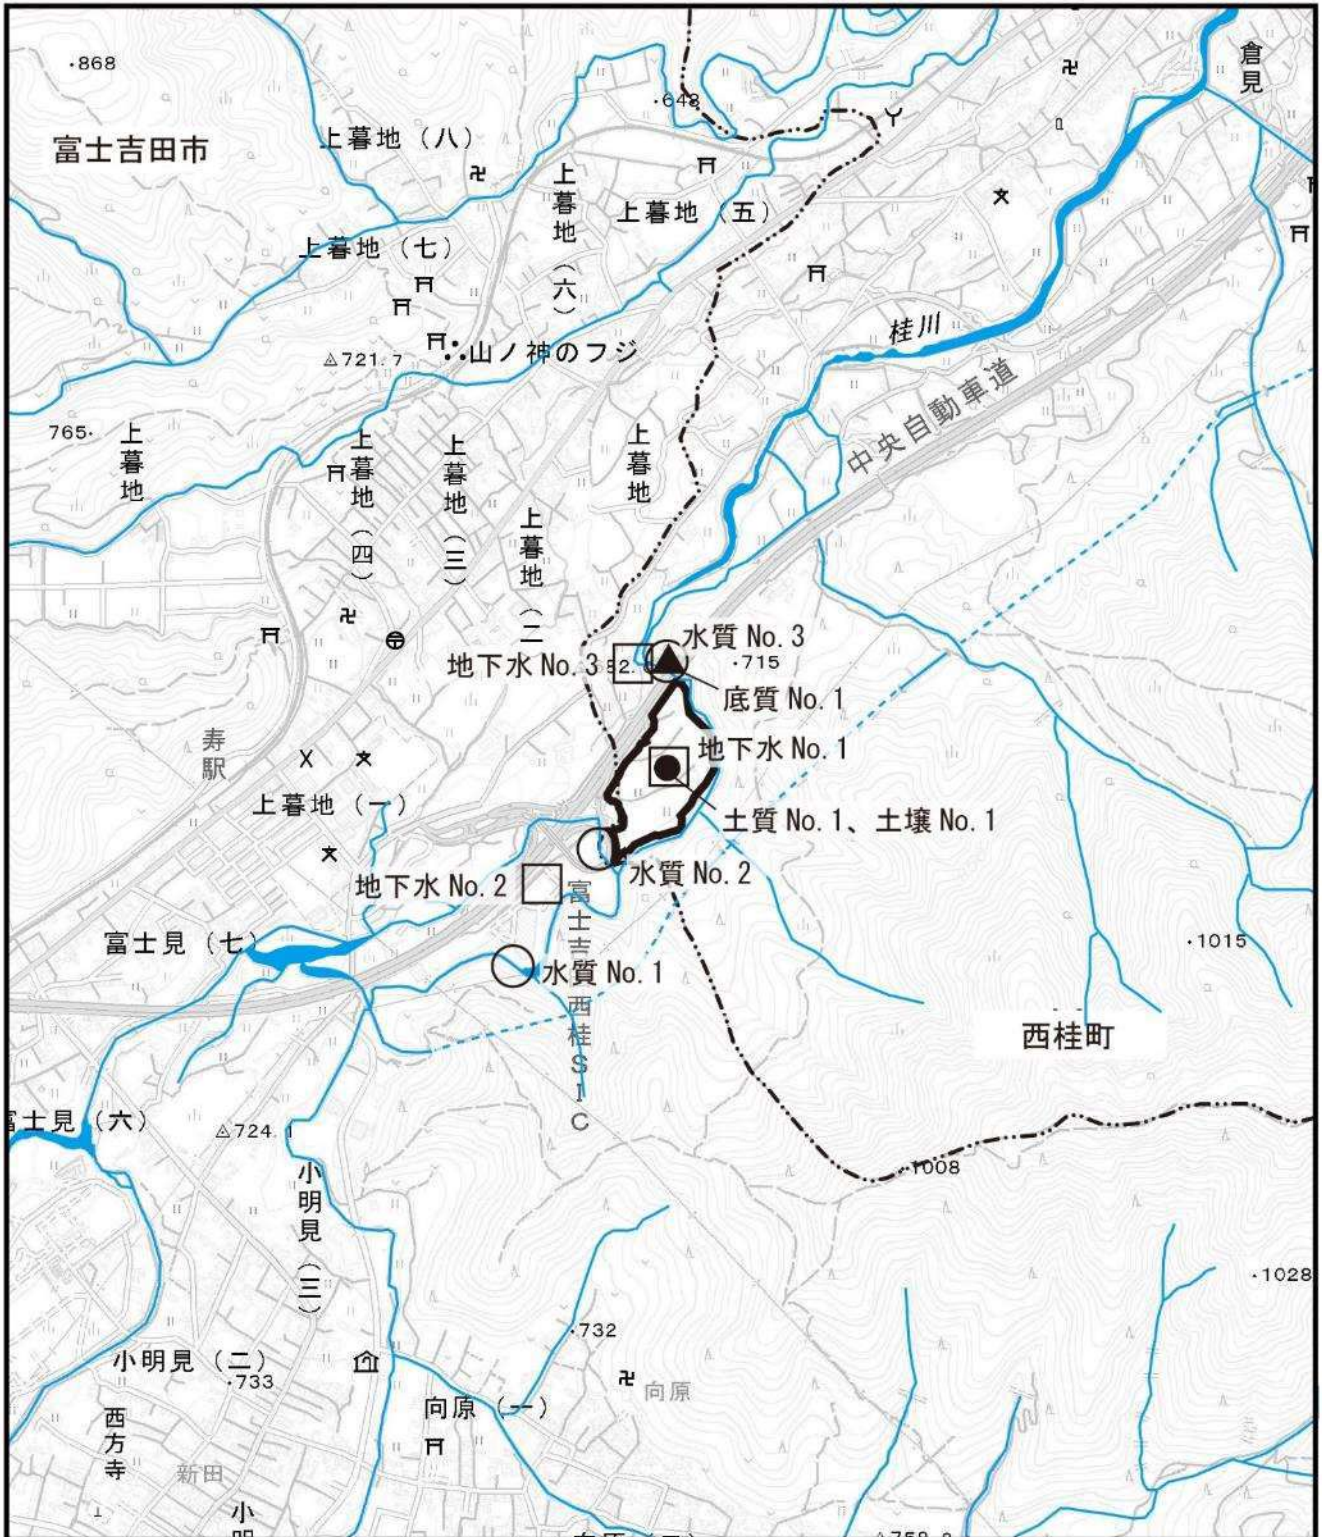 ・868
富士吉田市
上暮地（八）
・648
倉見
上暮地（六）
上暮地（五）
上暮地（七）
桂川
山ノ神のフジ
△721.7
中央自動車道
765・
上暮地
上暮地（四）
上暮地（三）
上暮地
上暮地（二
水質 No.3
地下水 No.3
・715
底質 No.1
寿駅
地下水 No.1
上暮地（一）
土質 No.1、土壌 No.1
水質 No.2
地下水 No.2
富士吉田西桂SIC
富士見（七）
・1015
水質 No.1
西桂町
富士見（六）
△724.1
・1008
小明見（三）
・1028
・732
小明見（二）
・733
向原
向原（一）
西方寺
新田